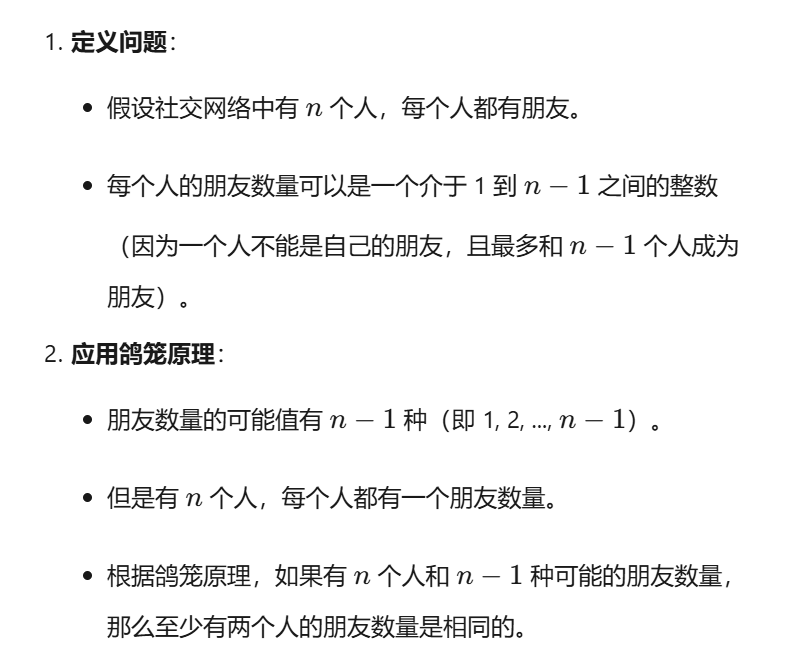 1. 定义问题：
• 假设社交网络中有 n 个人，每个人都有朋友。
• 每个人的朋友数量可以是一个介于 1 到 n − 1 之间的整数
（因为一个人不能是自己的朋友，且最多和 n − 1 个人成为
朋友）。
2. 应用鸽笼原理：
• 朋友数量的可能值有 n − 1 种（即 1, 2, ..., n − 1）。
• 但是有 n 个人，每个人都有一个朋友数量。
• 根据鸽笼原理，如果有 n 个人和 n − 1 种可能的朋友数量，
那么至少有两个人的朋友数量是相同的。